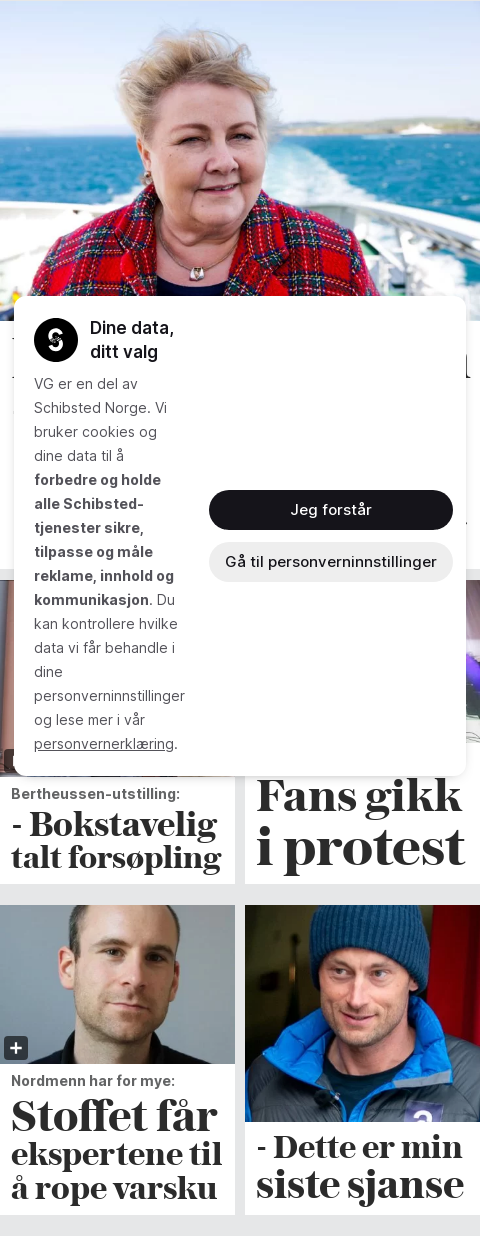 Dine data,
ditt valg
VG er en del av
Schibsted Norge. Vi
bruker cookies og
dine data til å
forbedre og holde
alle Schibsted-
tjenester sikre,
tilpasse og måle
reklame, innhold og
kommunikasjon. Du
kan kontrollere hvilke
data vi får behandle i
dine
personverninnstillinger
og lese mer i vår
personvernerklæring.
Jeg forstår
Gå til personverninnstillinger
Bertheussen-utstilling:
- Bokstavelig
talt forsøpling
Fans gikk
i protest
Nordmenn har for mye:
Stoffet får
ekspertene til
å rope varsku
- Dette er min
siste sjanse